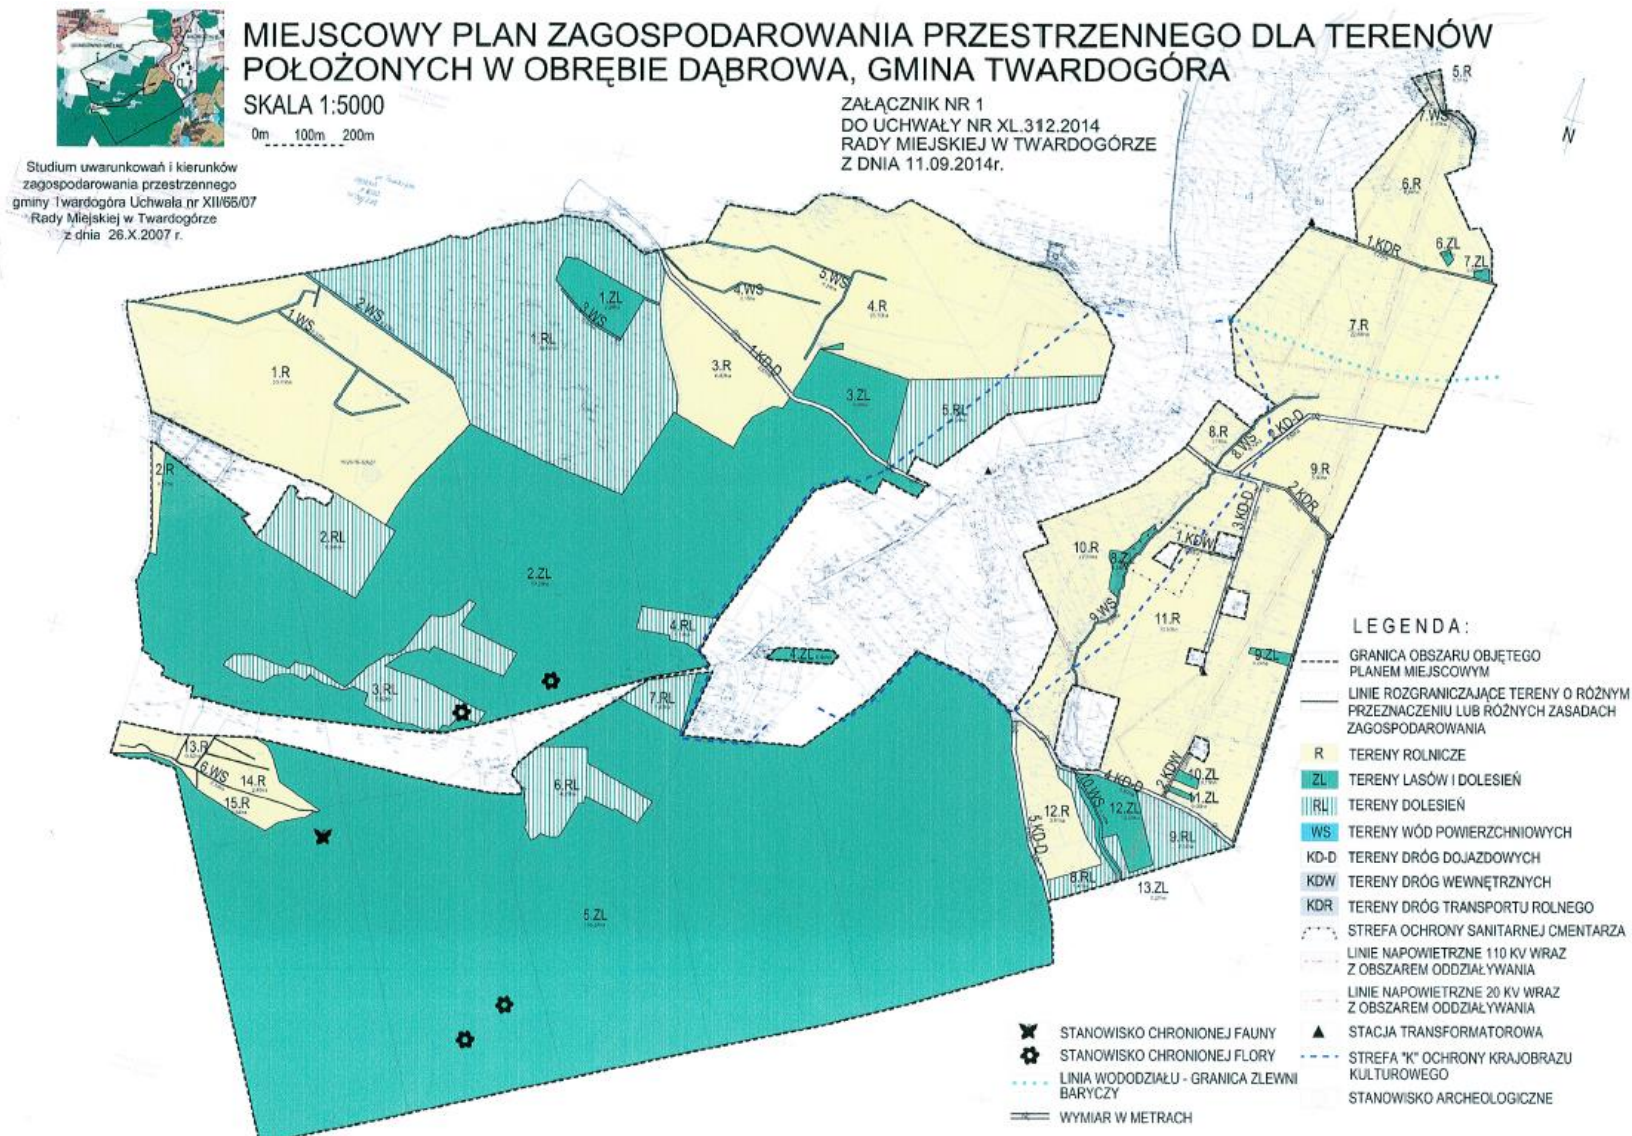 MIEJSCOWY PLAN ZAGOSPODAROWANIA PRZESTRZENNEGO DLA TERENÓW
POŁOŻONYCH W OBRĘBIE DĄBROWA, GMINA TWARDOGÓRA
SKALA 1:5000
0m 100m 200m
ZAŁĄCZNIK NR 1
DO UCHWAŁY NR XL.312.2014
RADY MIEJSKIEJ W TWARDOGÓRZE
Z DNIA 11.09.2014r.
Studium uwarunkowań i kierunków
zagospodarowania przestrzennego
gminy Twardogóra Uchwała nr XII/66/07
Rady Miejskiej w Twardogórze
z dnia 26.X.2007 r.
N
5.R
7.WS
6.R
1.KDR
6.ZL
7.ZL
7.R
1.WS
2.WS
1.R
1.RL
1.ZL
3.WS
4.WS
5.WS
4.R
3.R
1.KD-D
3.ZL
5.RL
8.R
8.WS
2.KD-D
9.R
2.KDR
3.KD-D
2.R
2.RL
2.ZL
10.R
1.KDW
8.ZL
9.WS
11.R
4.RL
4.ZL
9.ZL
3.RL
7.RL
13.R
6.WS
14.R
15.R
6.RL
4.KD-D
2.KDW
10.ZL
11.ZL
10.WS
12.ZL
12.R
5.KD-D
9.RL
8.RL
13.ZL
5.ZL
LEGENDA:
GRANICA OBSZARU OBJĘTEGO
PLANEM MIEJSCOWYM
LINIE ROZGRANICZAJĄCE TERENY O RÓŻNYM
PRZEZNACZENIU LUB RÓŻNYCH ZASADACH
ZAGOSPODAROWANIA
R TERENY ROLNICZE
ZL TERENY LASÓW I DOLESIEŃ
RL TERENY DOLESIEŃ
WS TERENY WÓD POWIERZCHNIOWYCH
KD-D TERENY DRÓG DOJAZDOWYCH
KDW TERENY DRÓG WEWNĘTRZNYCH
KDR TERENY DRÓG TRANSPORTU ROLNEGO
STREFA OCHRONY SANITARNEJ CMENTARZA
LINIE NAPOWIETRZNE 110 KV WRAZ
Z OBSZAREM ODDZIAŁYWANIA
LINIE NAPOWIETRZNE 20 KV WRAZ
Z OBSZAREM ODDZIAŁYWANIA
STACJA TRANSFORMATOROWA
STREFA "K" OCHRONY KRAJOBRAZU
KULTUROWEGO
STANOWISKO ARCHEOLOGICZNE
STANOWISKO CHRONIONEJ FAUNY
STANOWISKO CHRONIONEJ FLORY
LINIA WODODZIAŁU - GRANICA ZLEWNI
BARYCZY
WYMIAR W METRACH